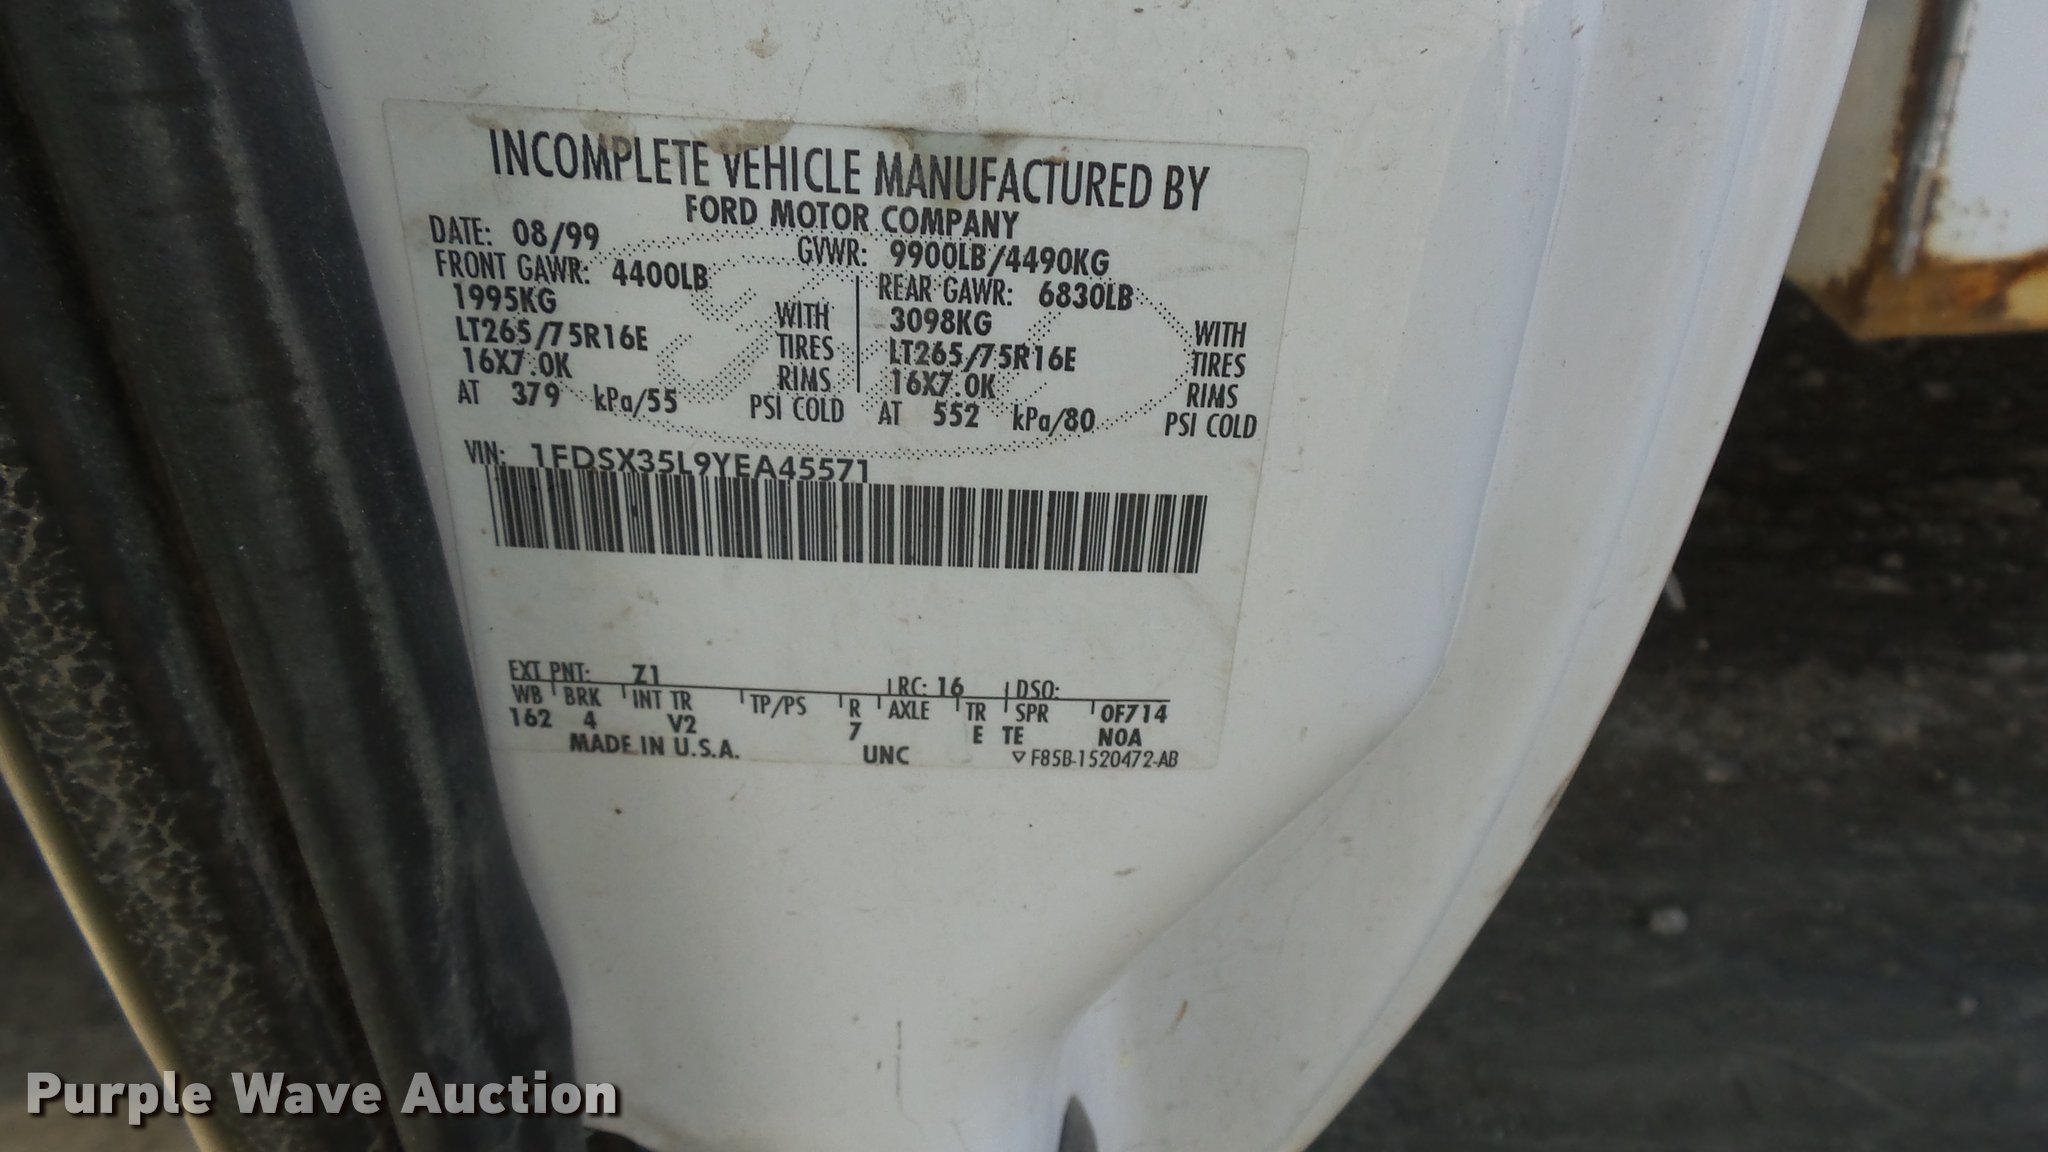 INCOMPLETE VEHICLE MANUFACTURED BY
FORD MOTOR COMPANY
DATE: 08/99 GVWR: 9900LB/4490KG
FRONT GAWR: 4400LB REAR GAWR: 6830LB
1995KG WITH 3098KG WITH
LT265/75R16E TIRES LT265/75R16E TIRES
16X7.0K RIMS 16X7.0K RIMS
AT 379 kPa/55 PSI COLD AT 552 kPa/80 PSI COLD
VIN: 1FDSX35L9YEA45571
EXT PNT: Z1 RC: 16 DSO:
WB BRK INT TR TP/PS R AXLE TR SPR 0F714
162 4 V2 7 E TE N0A
MADE IN U.S.A. UNC ▽ F85B-1520472-AB
Purple Wave Auction